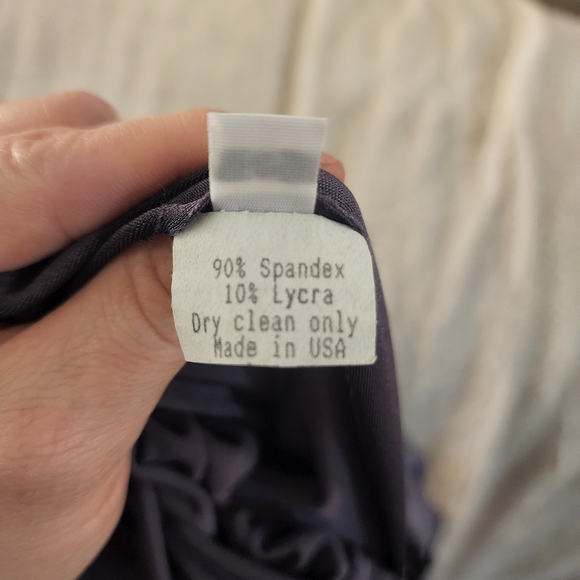 90% Spandex
10% Lycra
Dry clean only
Made in USA